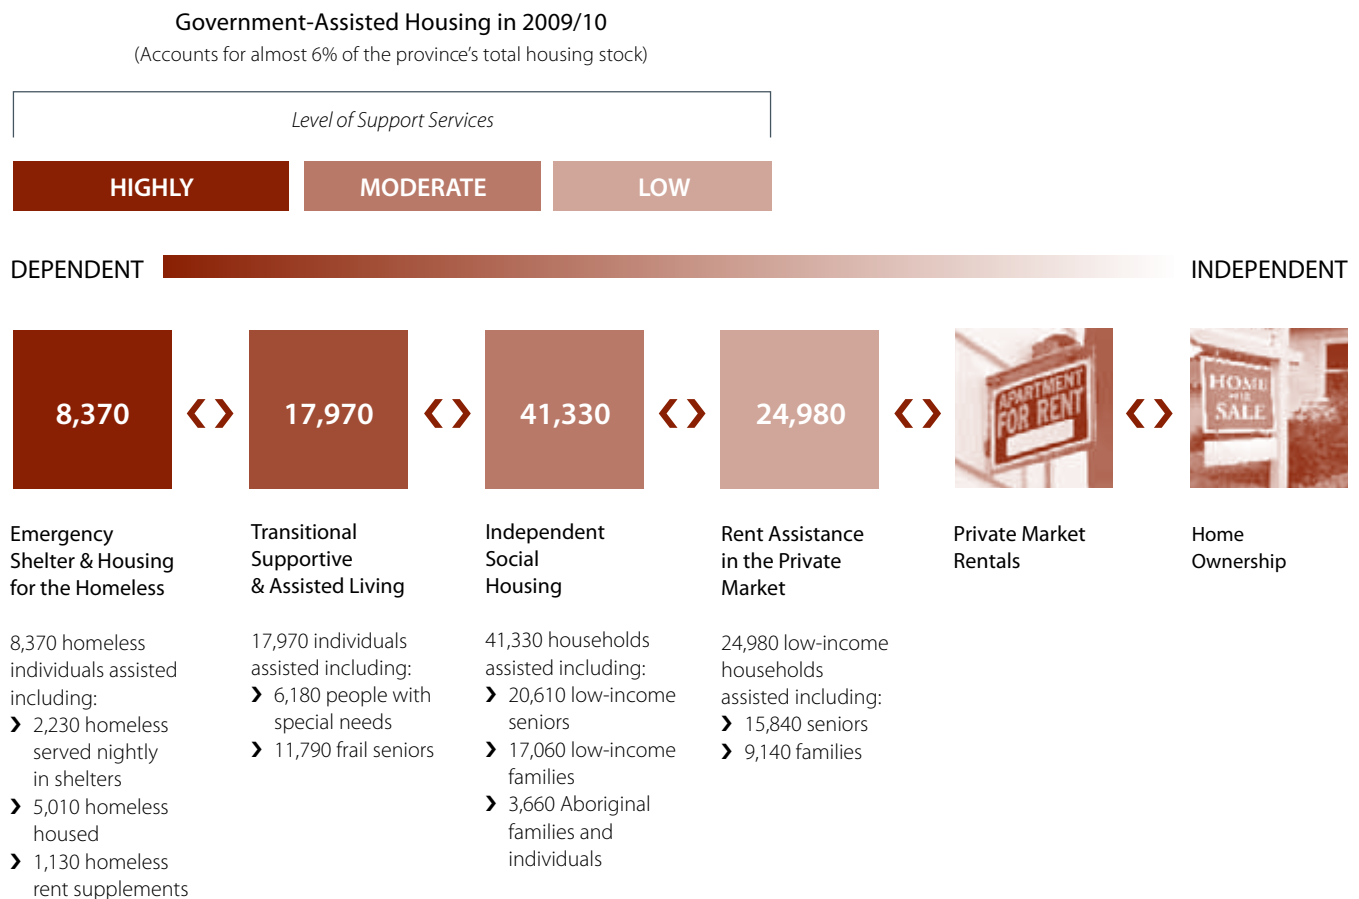 Government-Assisted Housing in 2009/10
(Accounts for almost 6% of the province's total housing stock)
Level of Support Services
HIGHLY
MODERATE
LOW
DEPENDENT
INDEPENDENT
8,370
17,970
41,330
24,980
APARTMENT
FOR RENT
HOME
FOR
SALE
Emergency
Shelter & Housing
for the Homeless
8,370 homeless
individuals assisted
including:
❯ 2,230 homeless
served nightly
in shelters
❯ 5,010 homeless
housed
❯ 1,130 homeless
rent supplements
Transitional
Supportive
& Assisted Living
17,970 individuals
assisted including:
❯ 6,180 people with
special needs
❯ 11,790 frail seniors
Independent
Social
Housing
41,330 households
assisted including:
❯ 20,610 low-income
seniors
❯ 17,060 low-income
families
❯ 3,660 Aboriginal
families and
individuals
Rent Assistance
in the Private
Market
24,980 low-income
households
assisted including:
❯ 15,840 seniors
❯ 9,140 families
Private Market
Rentals
Home
Ownership